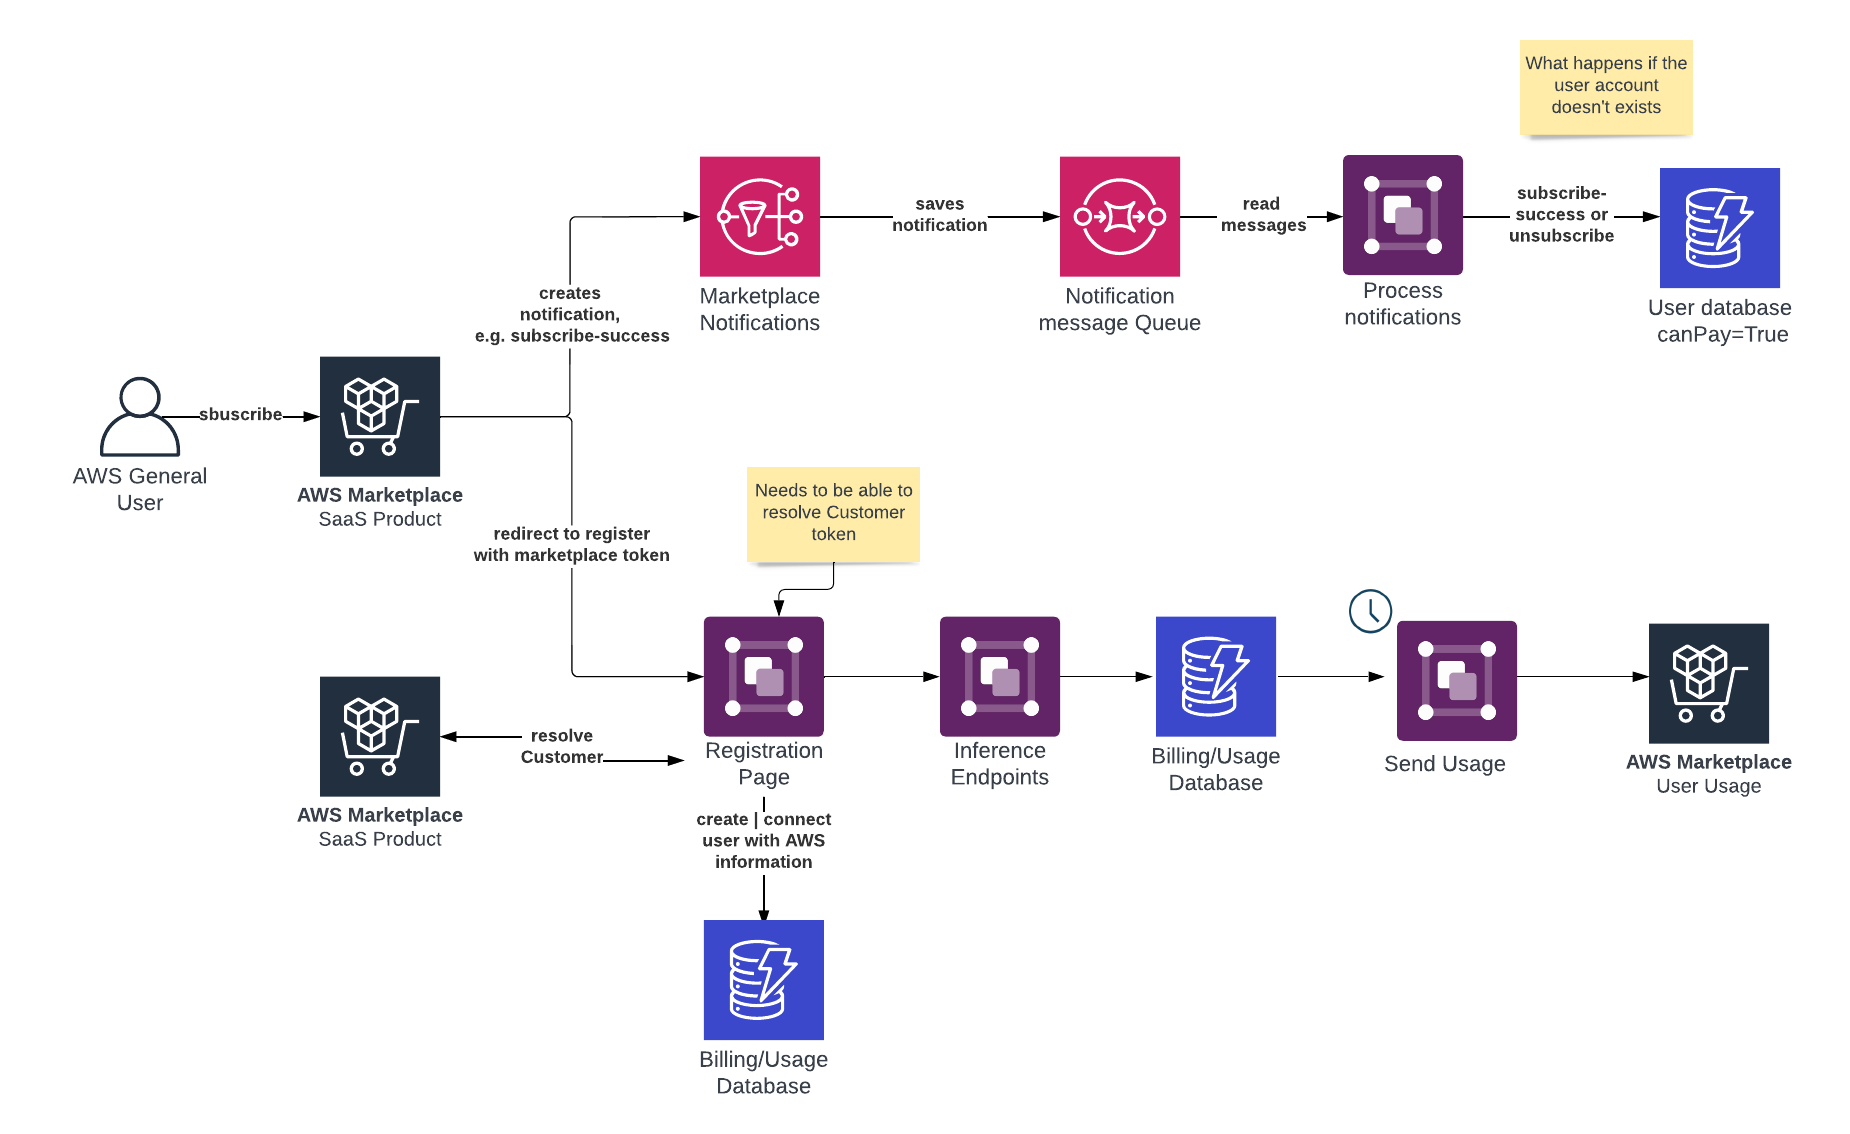 What happens if the
user account
doesn't exists
saves
notification
read
messages
subscribe-
success or
unsubscribe
Marketplace
Notifications
Notification
message Queue
Process
notifications
User database
canPay=True
creates
notification,
e.g. subscribe-success
sbuscribe
AWS General
User
AWS Marketplace
SaaS Product
redirect to register
with marketplace token
Needs to be able to
resolve Customer
token
resolve
Customer
AWS Marketplace
SaaS Product
Registration
Page
Inference
Endpoints
Billing/Usage
Database
Send Usage
AWS Marketplace
User Usage
create | connect
user with AWS
information
Billing/Usage
Database